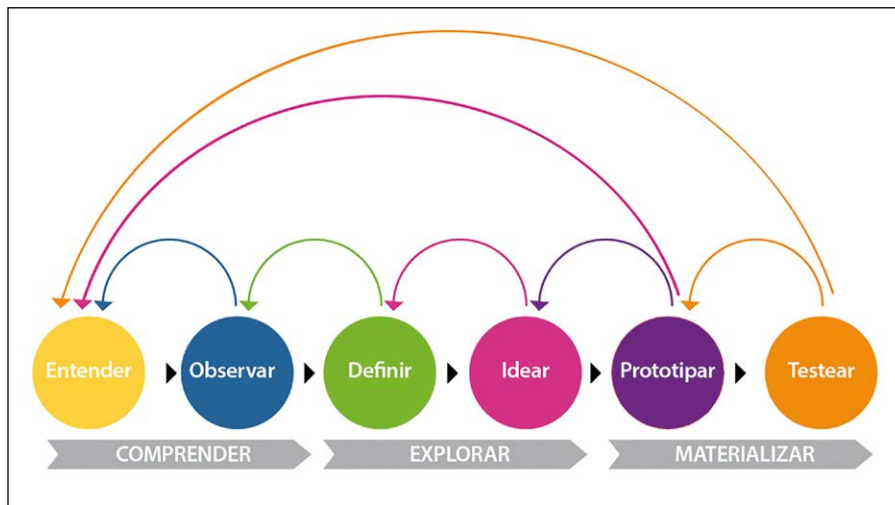 Entender
Observar
Definir
Idear
Prototipar
Testear
COMPRENDER
EXPLORAR
MATERIALIZAR